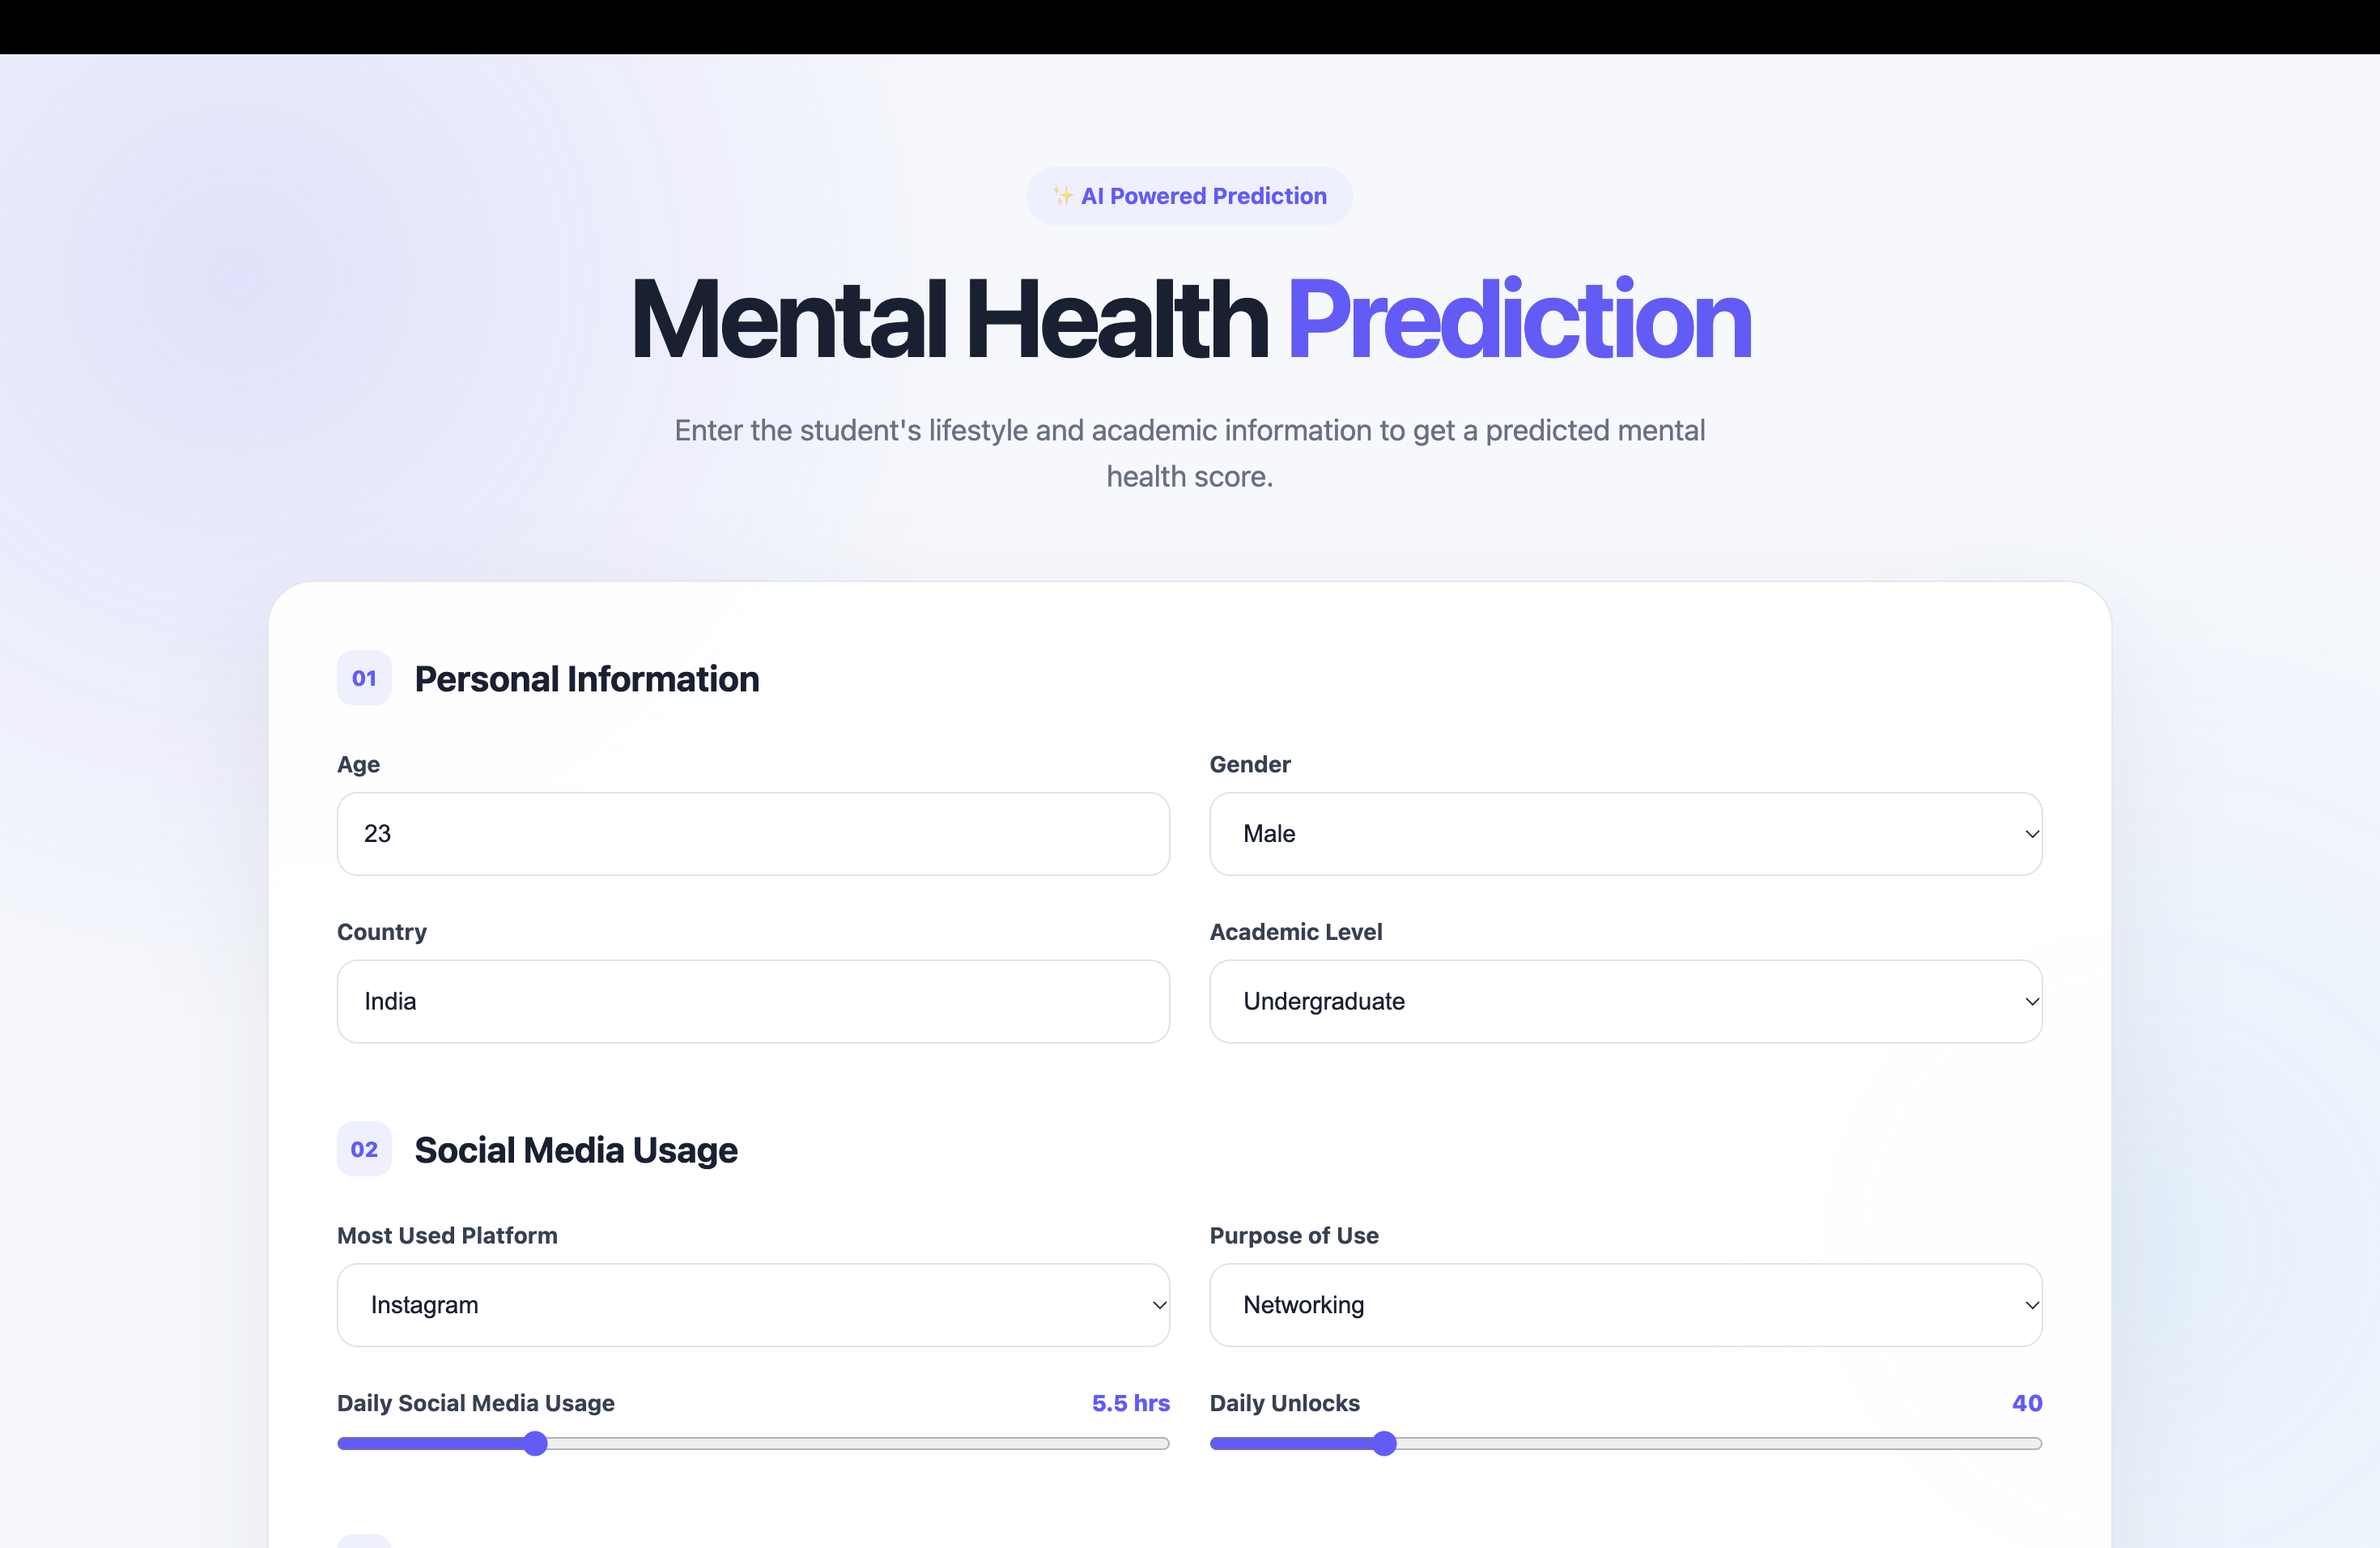 ✨ AI Powered Prediction
Mental Health Prediction
Enter the student's lifestyle and academic information to get a predicted mental
health score.
01 Personal Information
Age
Gender
23
Male
Country
Academic Level
India
Undergraduate
02 Social Media Usage
Most Used Platform
Purpose of Use
Instagram
Networking
Daily Social Media Usage 5.5 hrs
Daily Unlocks 40